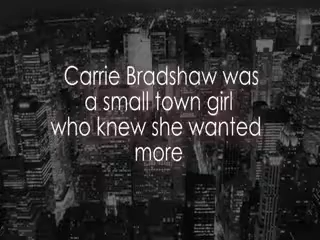 Carrie Bradshaw was
a small town girl
who knew she wanted
more